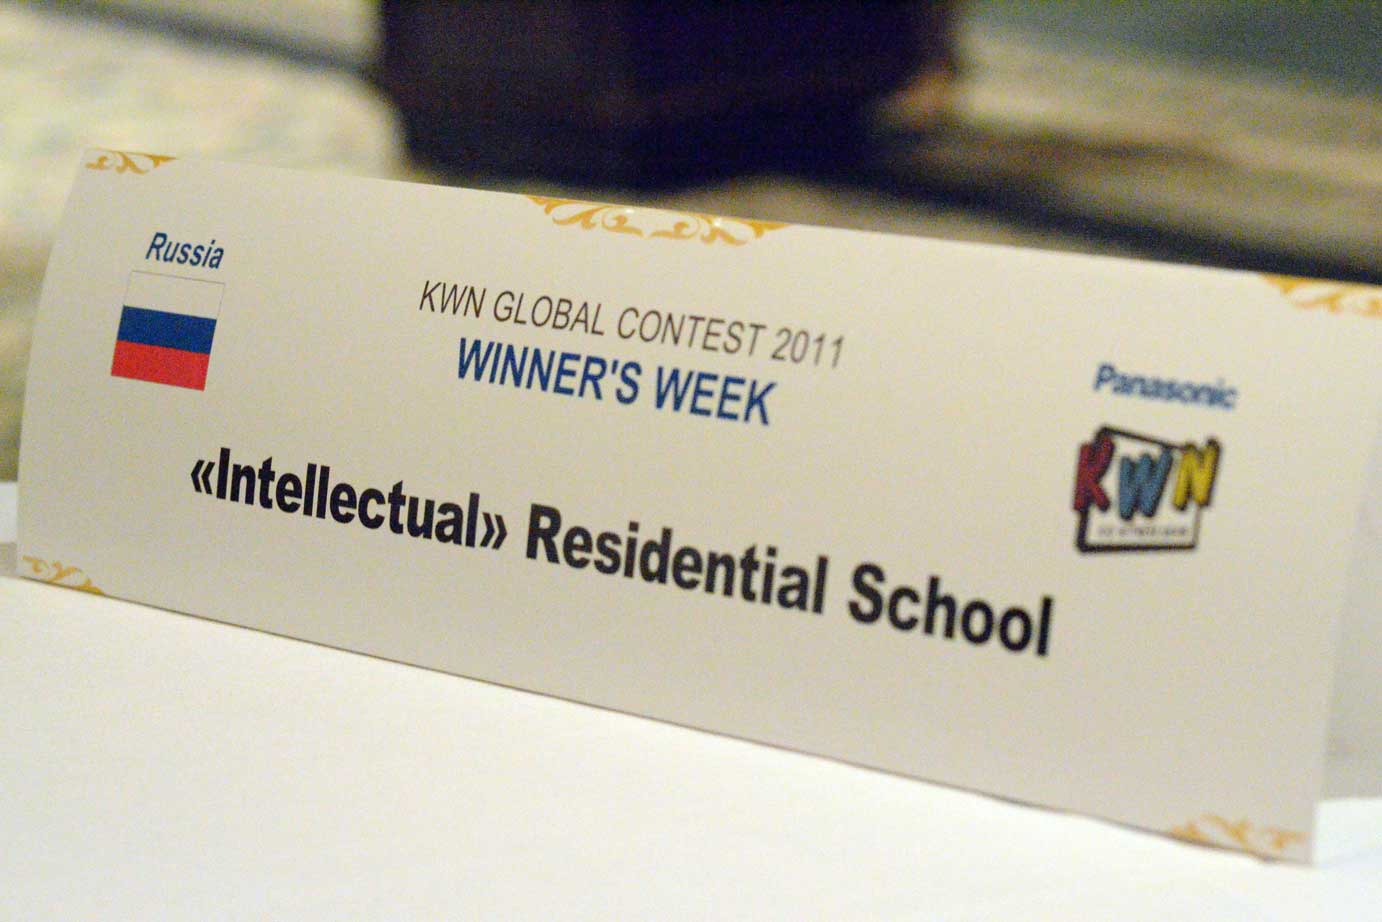 Russia
KWN GLOBAL CONTEST 2011
WINNER'S WEEK
Panasonic
KWN
«Intellectual» Residential School